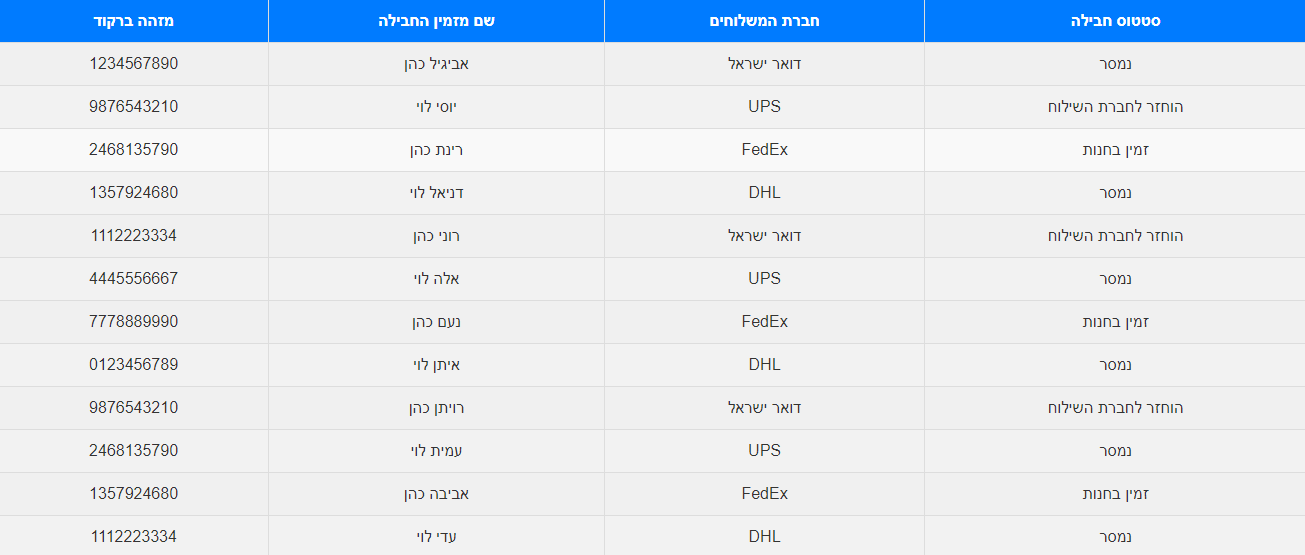 מזהה ברקוד שם מזמין החבילה חברת המשלוחים סטטוס חבילה
1234567890 אביגיל כהן דואר ישראל נמסר
9876543210 יוסי לוי UPS הוחזר לחברת השילוח
2468135790 רינת כהן FedEx זמין בחנות
1357924680 דניאל לוי DHL נמסר
1112223334 רוני כהן דואר ישראל הוחזר לחברת השילוח
4445556667 אלה לוי UPS נמסר
7778889990 נעם כהן FedEx זמין בחנות
0123456789 איתן לוי DHL נמסר
9876543210 רויתן כהן דואר ישראל הוחזר לחברת השילוח
2468135790 עמית לוי UPS נמסר
1357924680 אביבה כהן FedEx זמין בחנות
1112223334 עדי לוי DHL נמסר